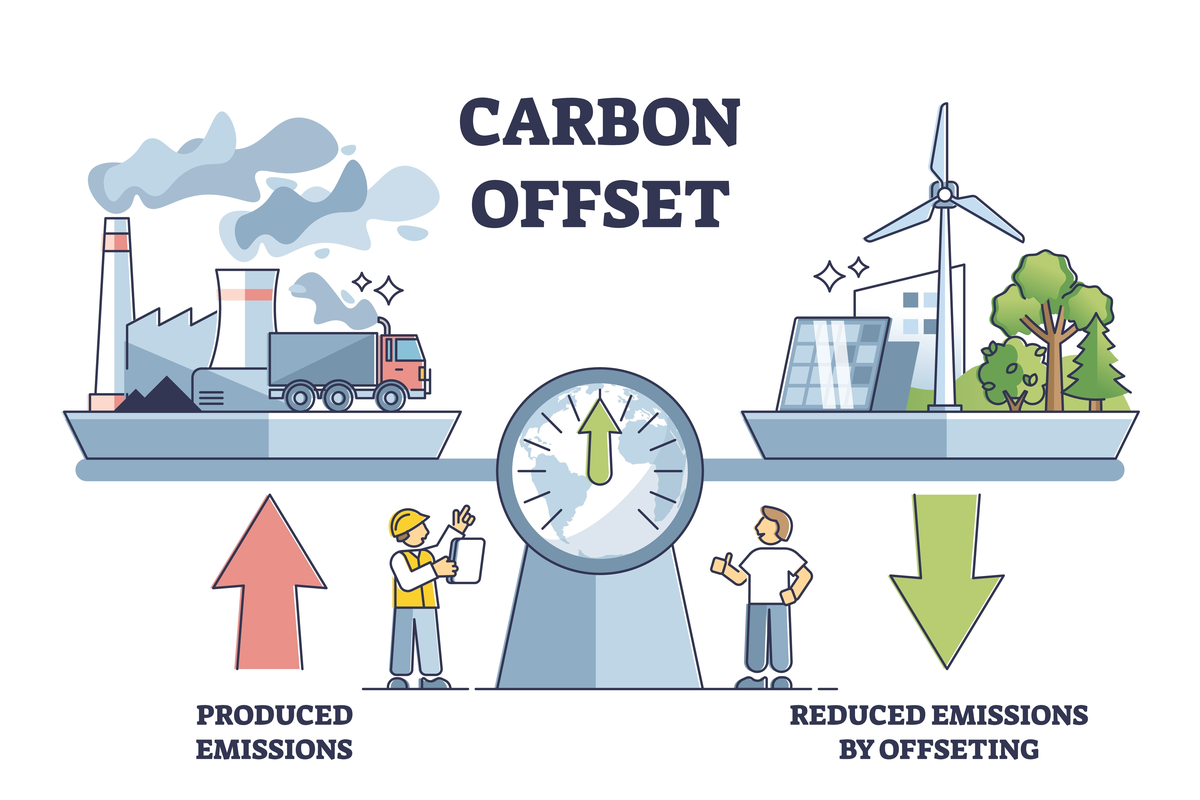 CARBON
OFFSET
PRODUCED
EMISSIONS
REDUCED EMISSIONS
BY OFFSETING